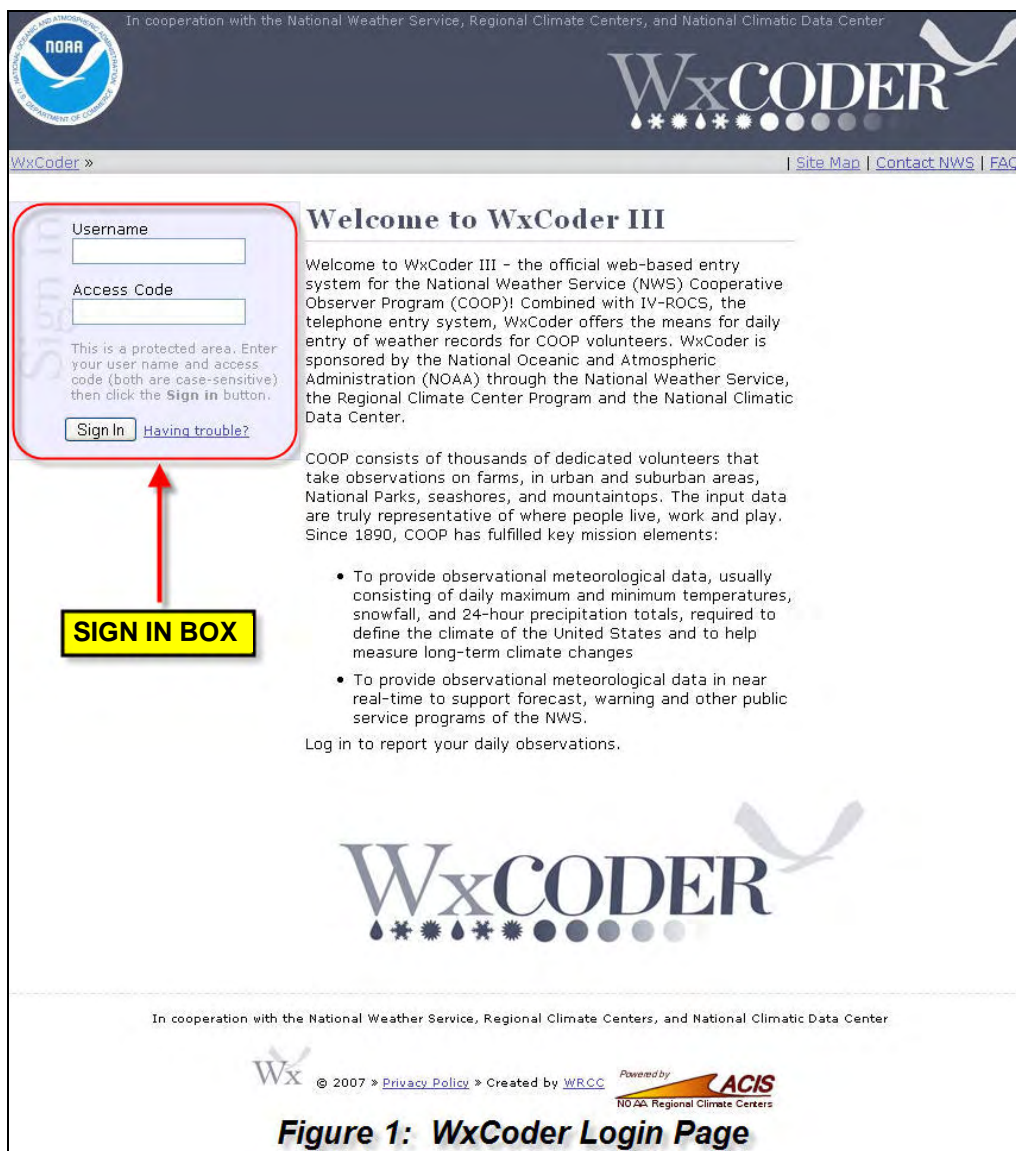 In cooperation with the National Weather Service, Regional Climate Centers, and National Climatic Data Center
NATIONAL OCEANIC AND ATMOSPHERIC ADMINISTRATION
NOAA
U.S. DEPARTMENT OF COMMERCE
WxCODER
WxCoder »
| Site Map | Contact NWS | FAQ
Sign in
Username
Access Code
This is a protected area. Enter
your user name and access
code (both are case-sensitive)
then click the Sign in button.
Sign In Having trouble?
SIGN IN BOX
Welcome to WxCoder III
Welcome to WxCoder III - the official web-based entry
system for the National Weather Service (NWS) Cooperative
Observer Program (COOP)! Combined with IV-ROCS, the
telephone entry system, WxCoder offers the means for daily
entry of weather records for COOP volunteers. WxCoder is
sponsored by the National Oceanic and Atmospheric
Administration (NOAA) through the National Weather Service,
the Regional Climate Center Program and the National Climatic
Data Center.
COOP consists of thousands of dedicated volunteers that
take observations on farms, in urban and suburban areas,
National Parks, seashores, and mountaintops. The input data
are truly representative of where people live, work and play.
Since 1890, COOP has fulfilled key mission elements:
• To provide observational meteorological data, usually
consisting of daily maximum and minimum temperatures,
snowfall, and 24-hour precipitation totals, required to
define the climate of the United States and to help
measure long-term climate changes
• To provide observational meteorological data in near
real-time to support forecast, warning and other public
service programs of the NWS.
Log in to report your daily observations.
WxCODER
In cooperation with the National Weather Service, Regional Climate Centers, and National Climatic Data Center
Wx © 2007 » Privacy Policy » Created by WRCC
Powered by
ACIS
NOAA Regional Climate Centers
Figure 1: WxCoder Login Page